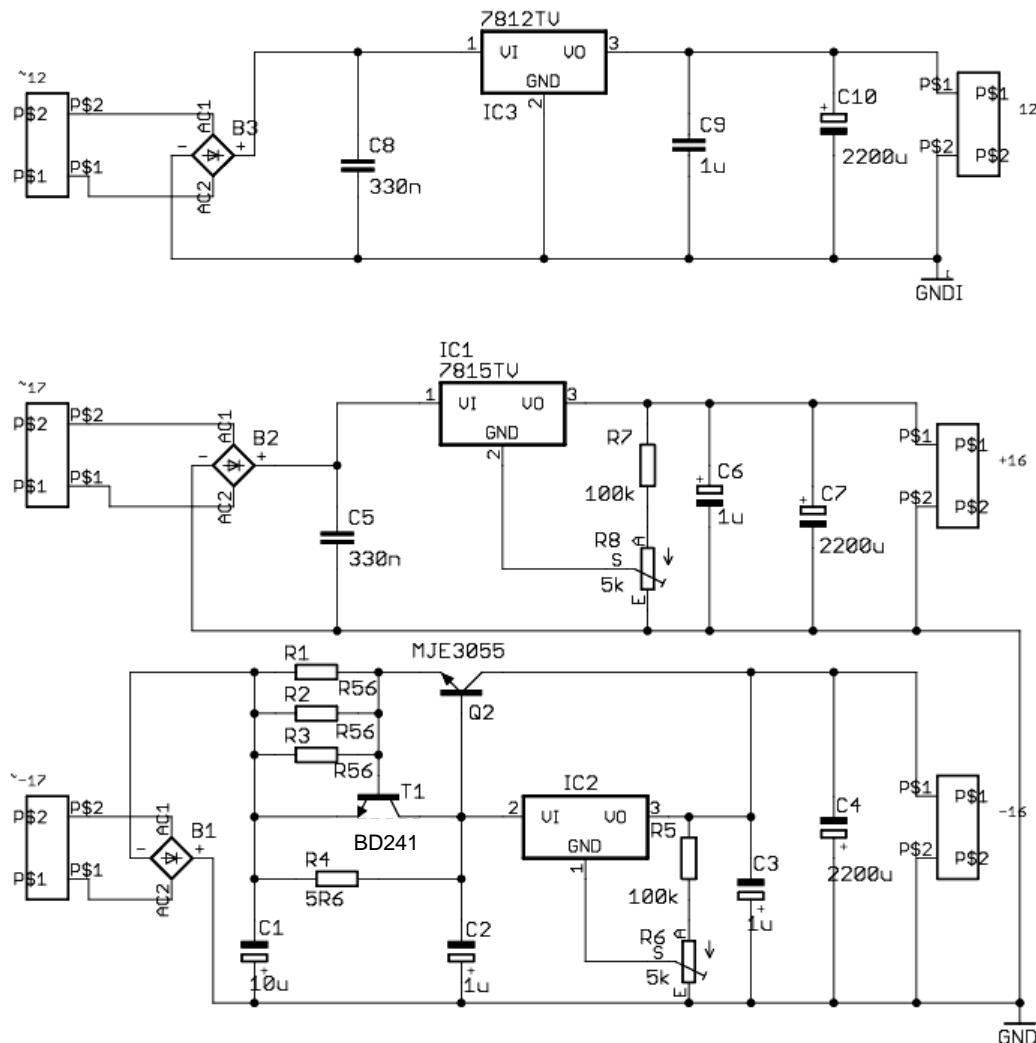 7812TV
1 VI VO 3
GND
2
IC3
~12
P$2 P$2
P$1 P$1
AC1
AC2
B3
- +
C8
330n
C9
1u
+
C10
2200u
P$1 P$1
P$2 P$2
12
GNDI
IC1
7815TV
1 VI VO 3
GND
2
~17
P$2 P$2
P$1 P$1
AC1
AC2
B2
- +
C5
330n
R7
100k
R8 A
S
5k
E
+
C6
1u
+
C7
2200u
P$1 P$1
P$2 P$2
+16
R1
R56
R2
R56
R3
R56
MJE3055
Q2
T1
BD241
R4
5R6
~-17
P$2 P$2
P$1 P$1
AC1
AC2
B1
- +
IC2
2 VI VO 3
GND
1
R5
100k
R6 A
S
5k
E
C1
+
10u
C2
+
1u
C3
+
1u
C4
+
2200u
P$1 P$1
P$2 P$2
-16
GND